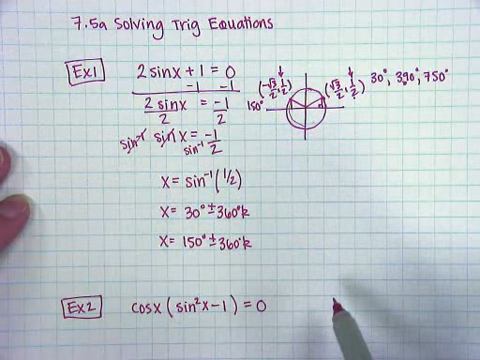 7.5a Solving Trig Equations
Ex1
2 sinx + 1 = 0
-1 -1
2 sinx / 2 = -1 / 2
sin⁻¹ sin x = sin⁻¹ -1/2
x = sin⁻¹(1/2)
x = 30° ± 360°k
x = 150° ± 360°k
(-√3/2, 1/2)
150°
(√3/2, 1/2) 30°, 390°, 750°
Ex2
cosx (sin²x - 1) = 0